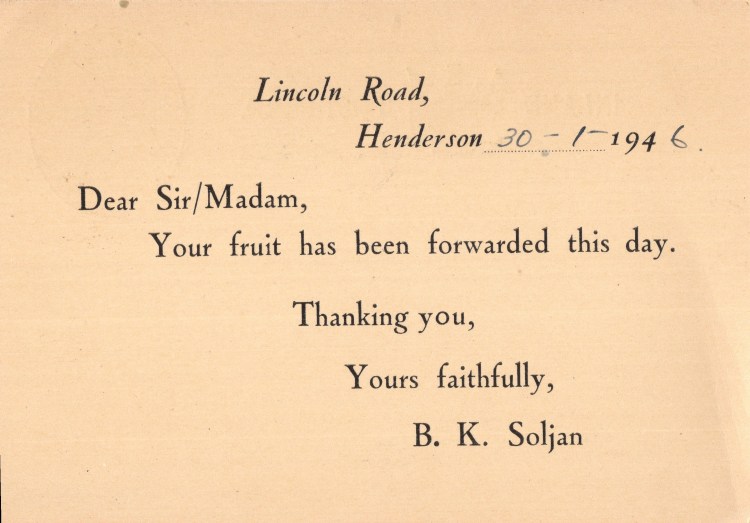 Lincoln Road,
Henderson 30 - 1 - 1946.
Dear Sir/Madam,
Your fruit has been forwarded this day.
Thanking you,
Yours faithfully,
B. K. Soljan